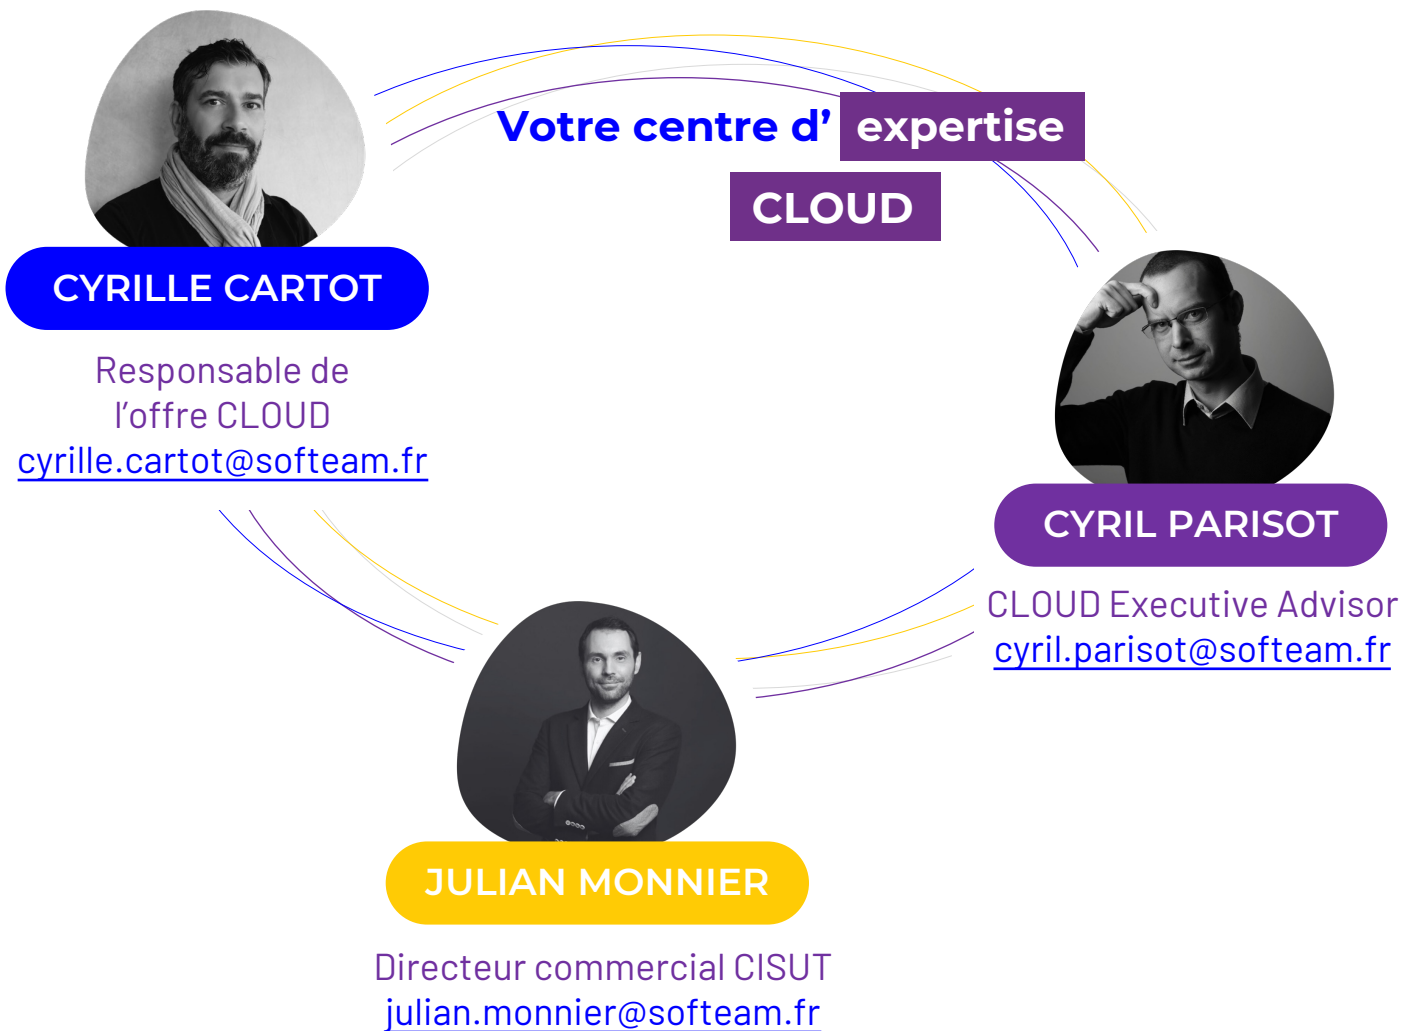 Votre centre d’ expertise
CLOUD
CYRILLE CARTOT
Responsable de
l’offre CLOUD
cyrille.cartot@softeam.fr
CYRIL PARISOT
CLOUD Executive Advisor
cyril.parisot@softeam.fr
JULIAN MONNIER
Directeur commercial CISUT
julian.monnier@softeam.fr